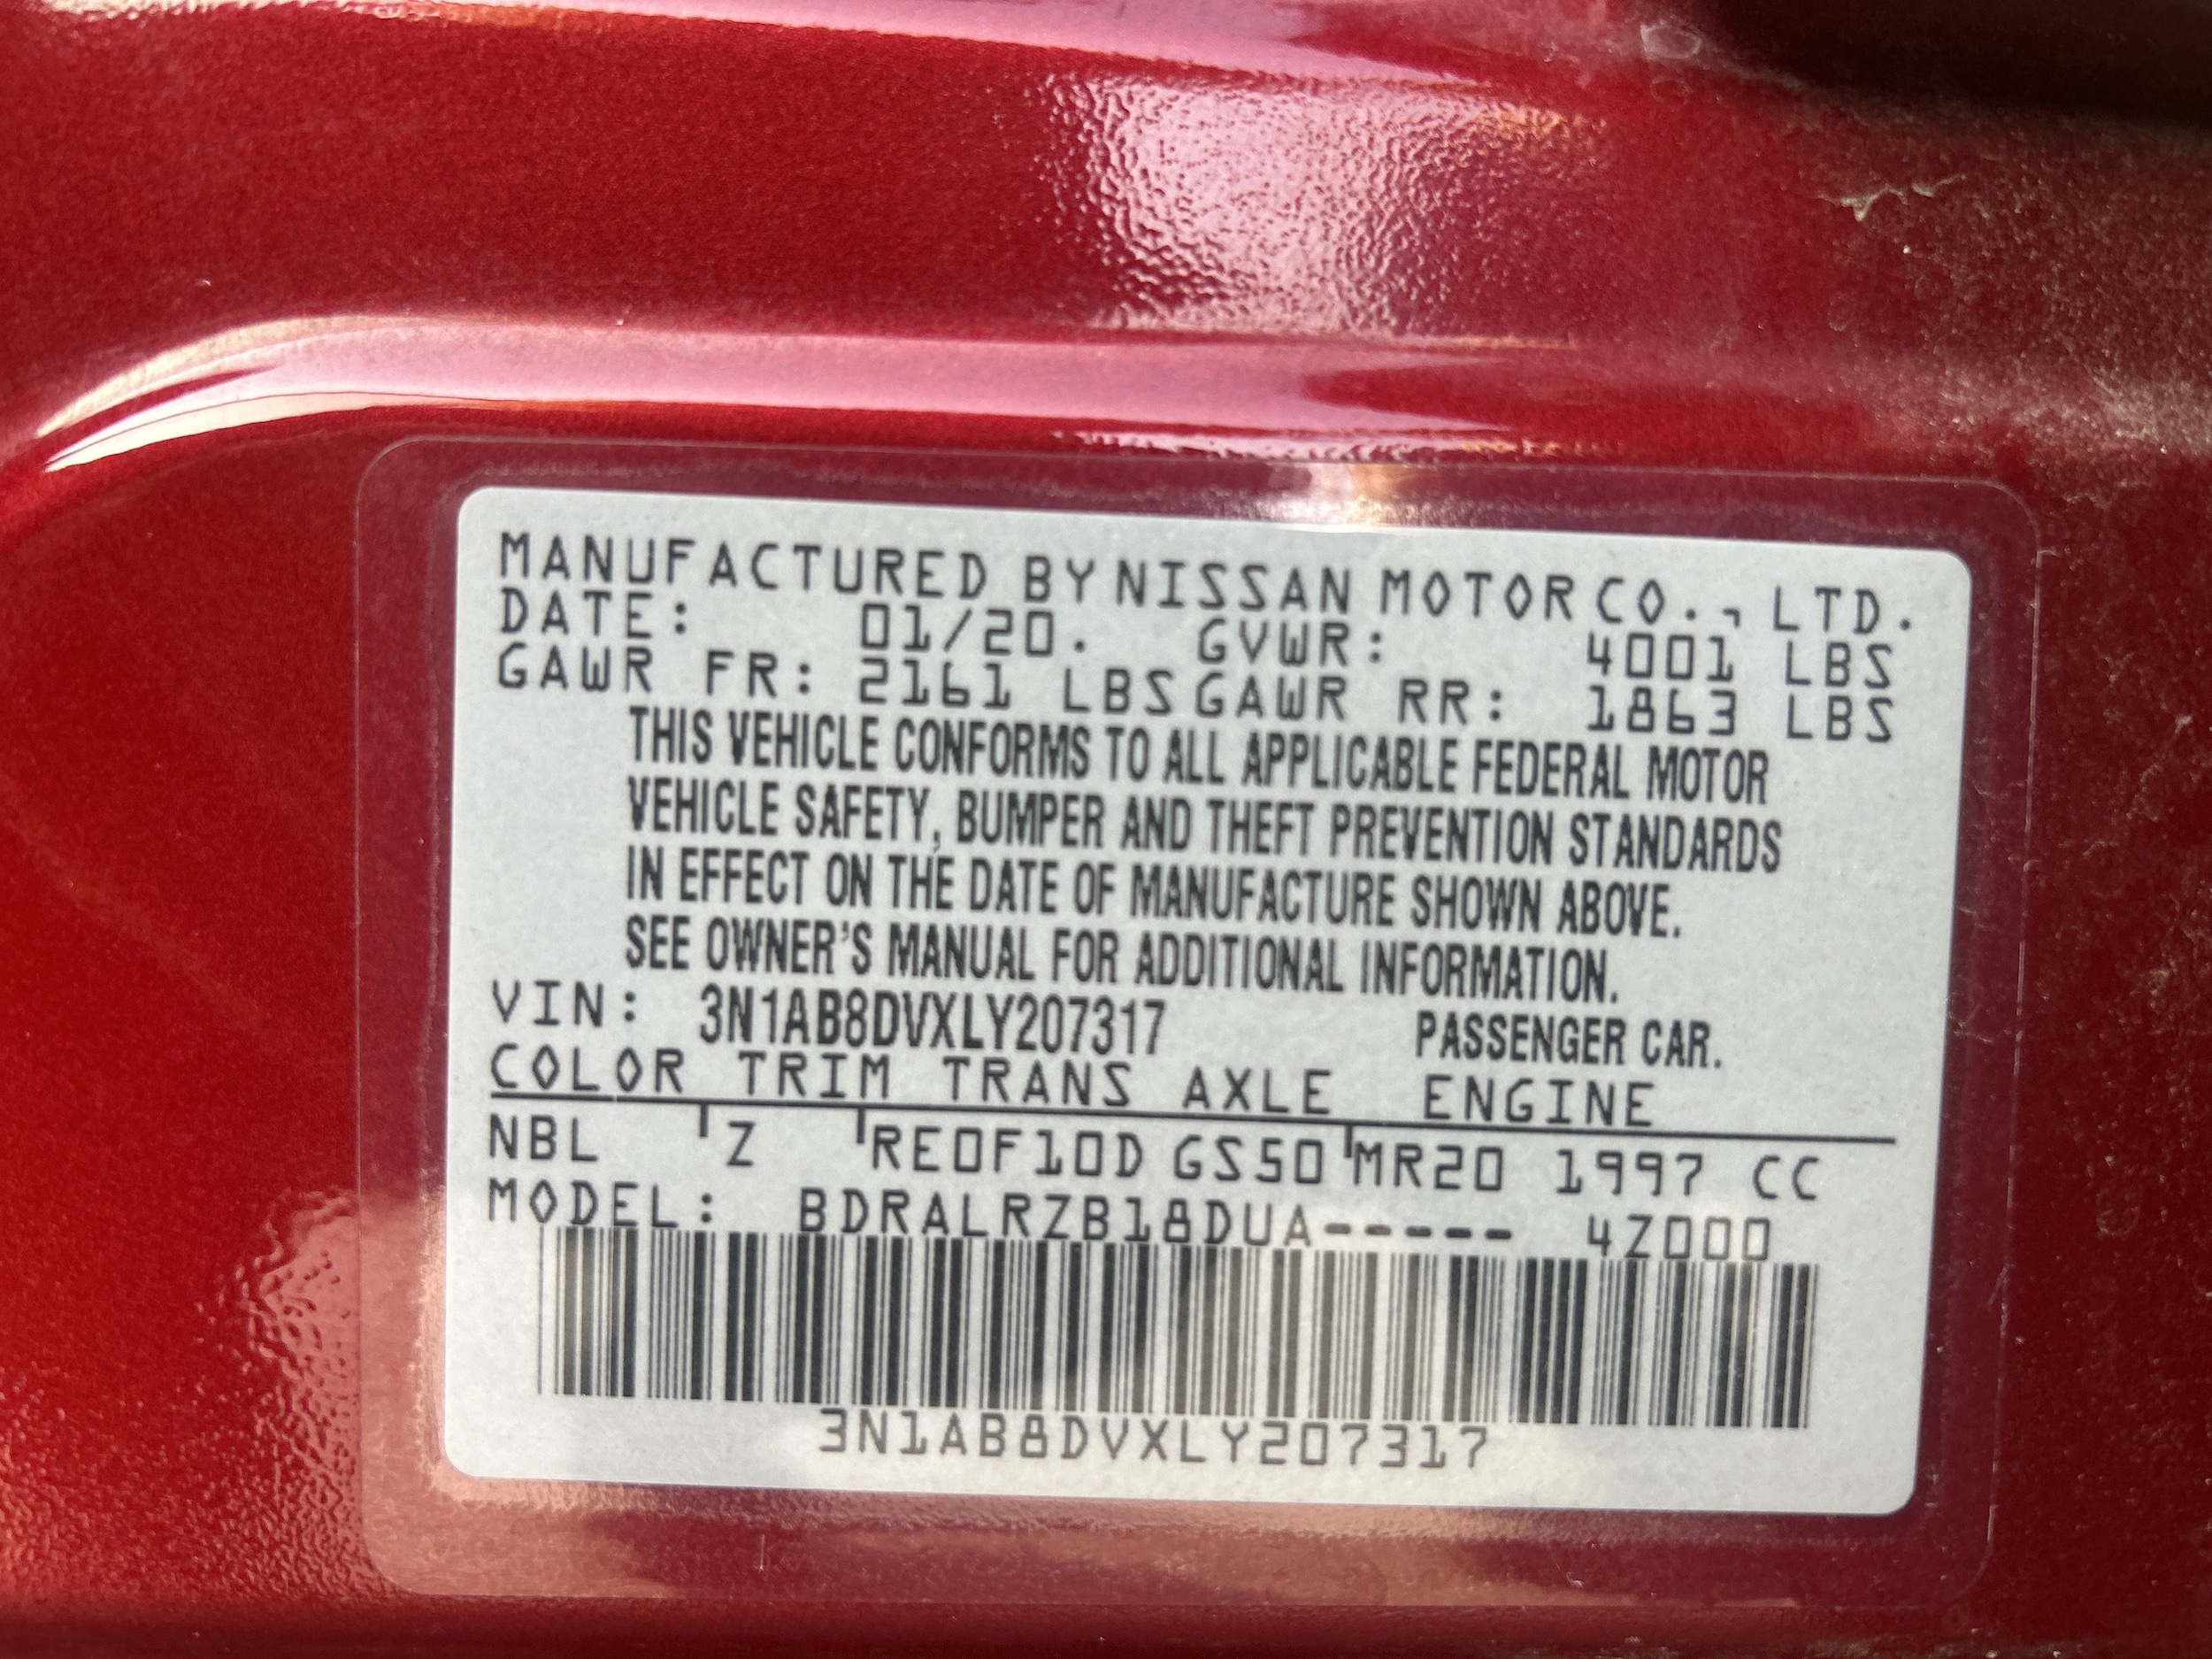 MANUFACTURED BY NISSAN MOTOR CO., LTD.
DATE: 01/20. GVWR: 4001 LBS
GAWR FR: 2161 LBS GAWR RR: 1863 LBS
THIS VEHICLE CONFORMS TO ALL APPLICABLE FEDERAL MOTOR
VEHICLE SAFETY, BUMPER AND THEFT PREVENTION STANDARDS
IN EFFECT ON THE DATE OF MANUFACTURE SHOWN ABOVE.
SEE OWNER'S MANUAL FOR ADDITIONAL INFORMATION.
VIN: 3N1AB8DVXLY207317 PASSENGER CAR.
COLOR TRIM TRANS AXLE ENGINE
NBL Z RE0F10D GS50 MR20 1997 CC
MODEL: BDRALRZB18DUA----- 4Z000
3N1AB8DVXLY207317